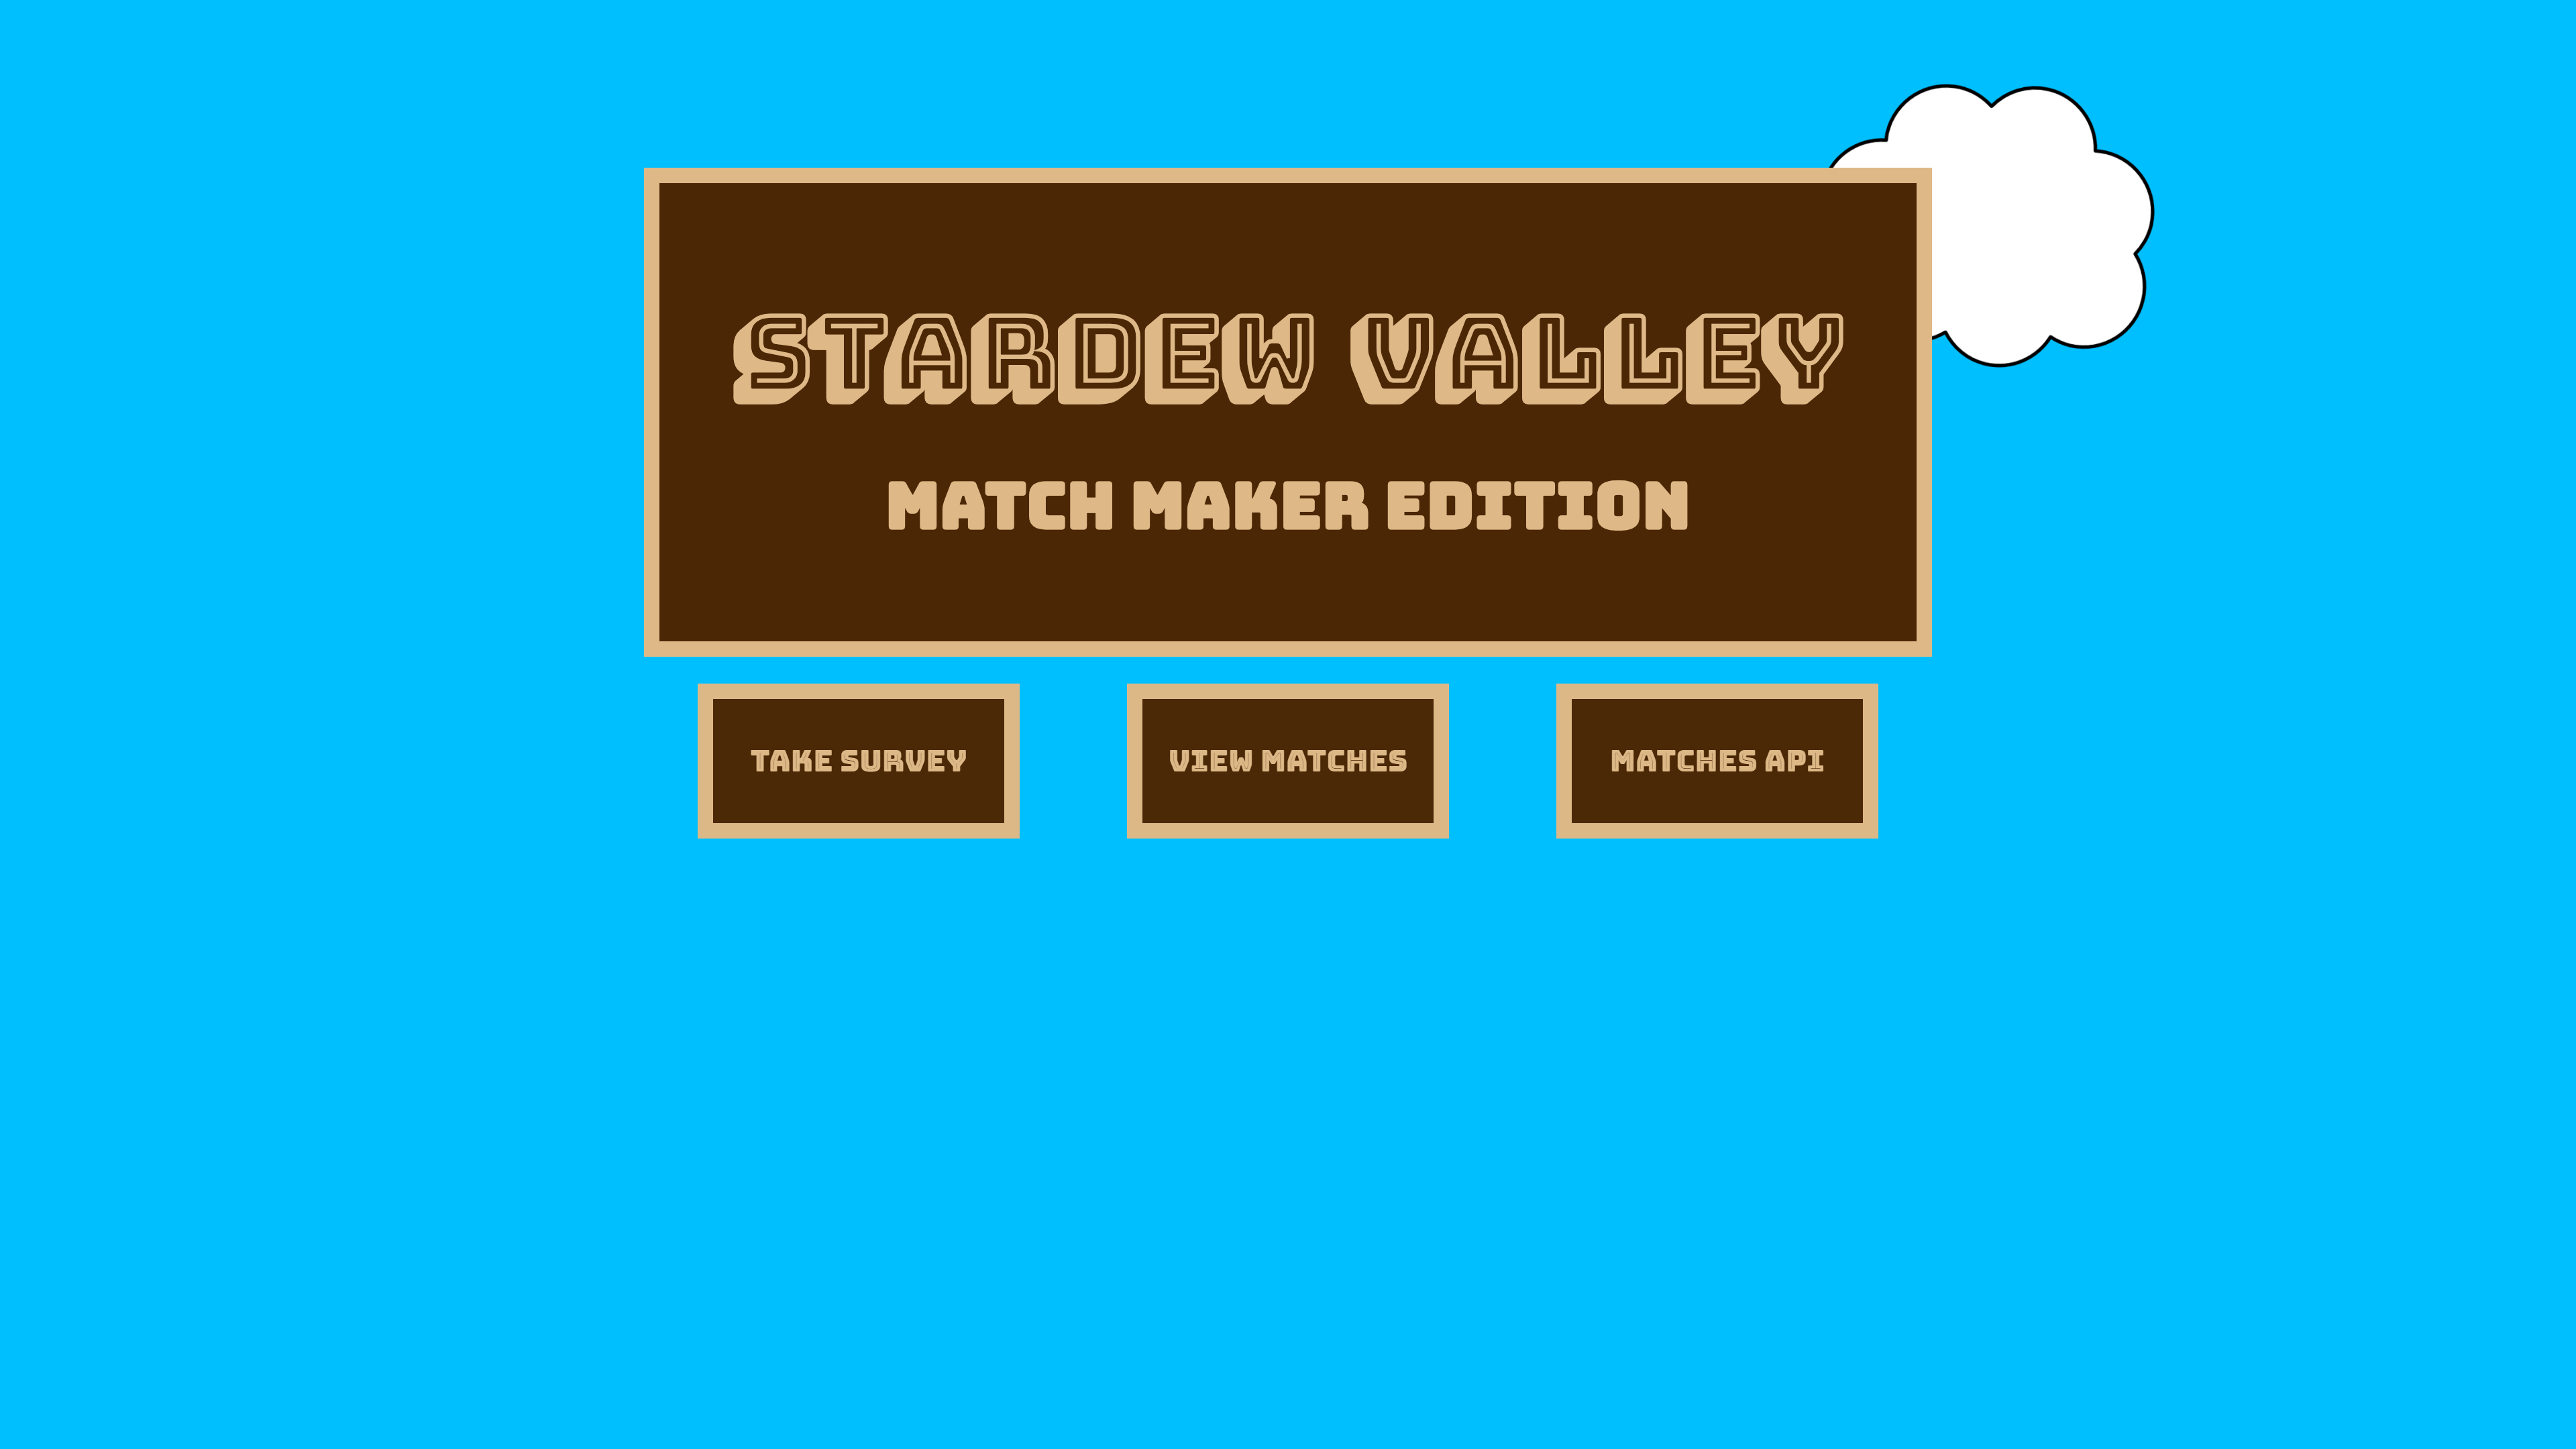 STARDEW VALLEY
MATCH MAKER EDITION
TAKE SURVEY
VIEW MATCHES
MATCHES API